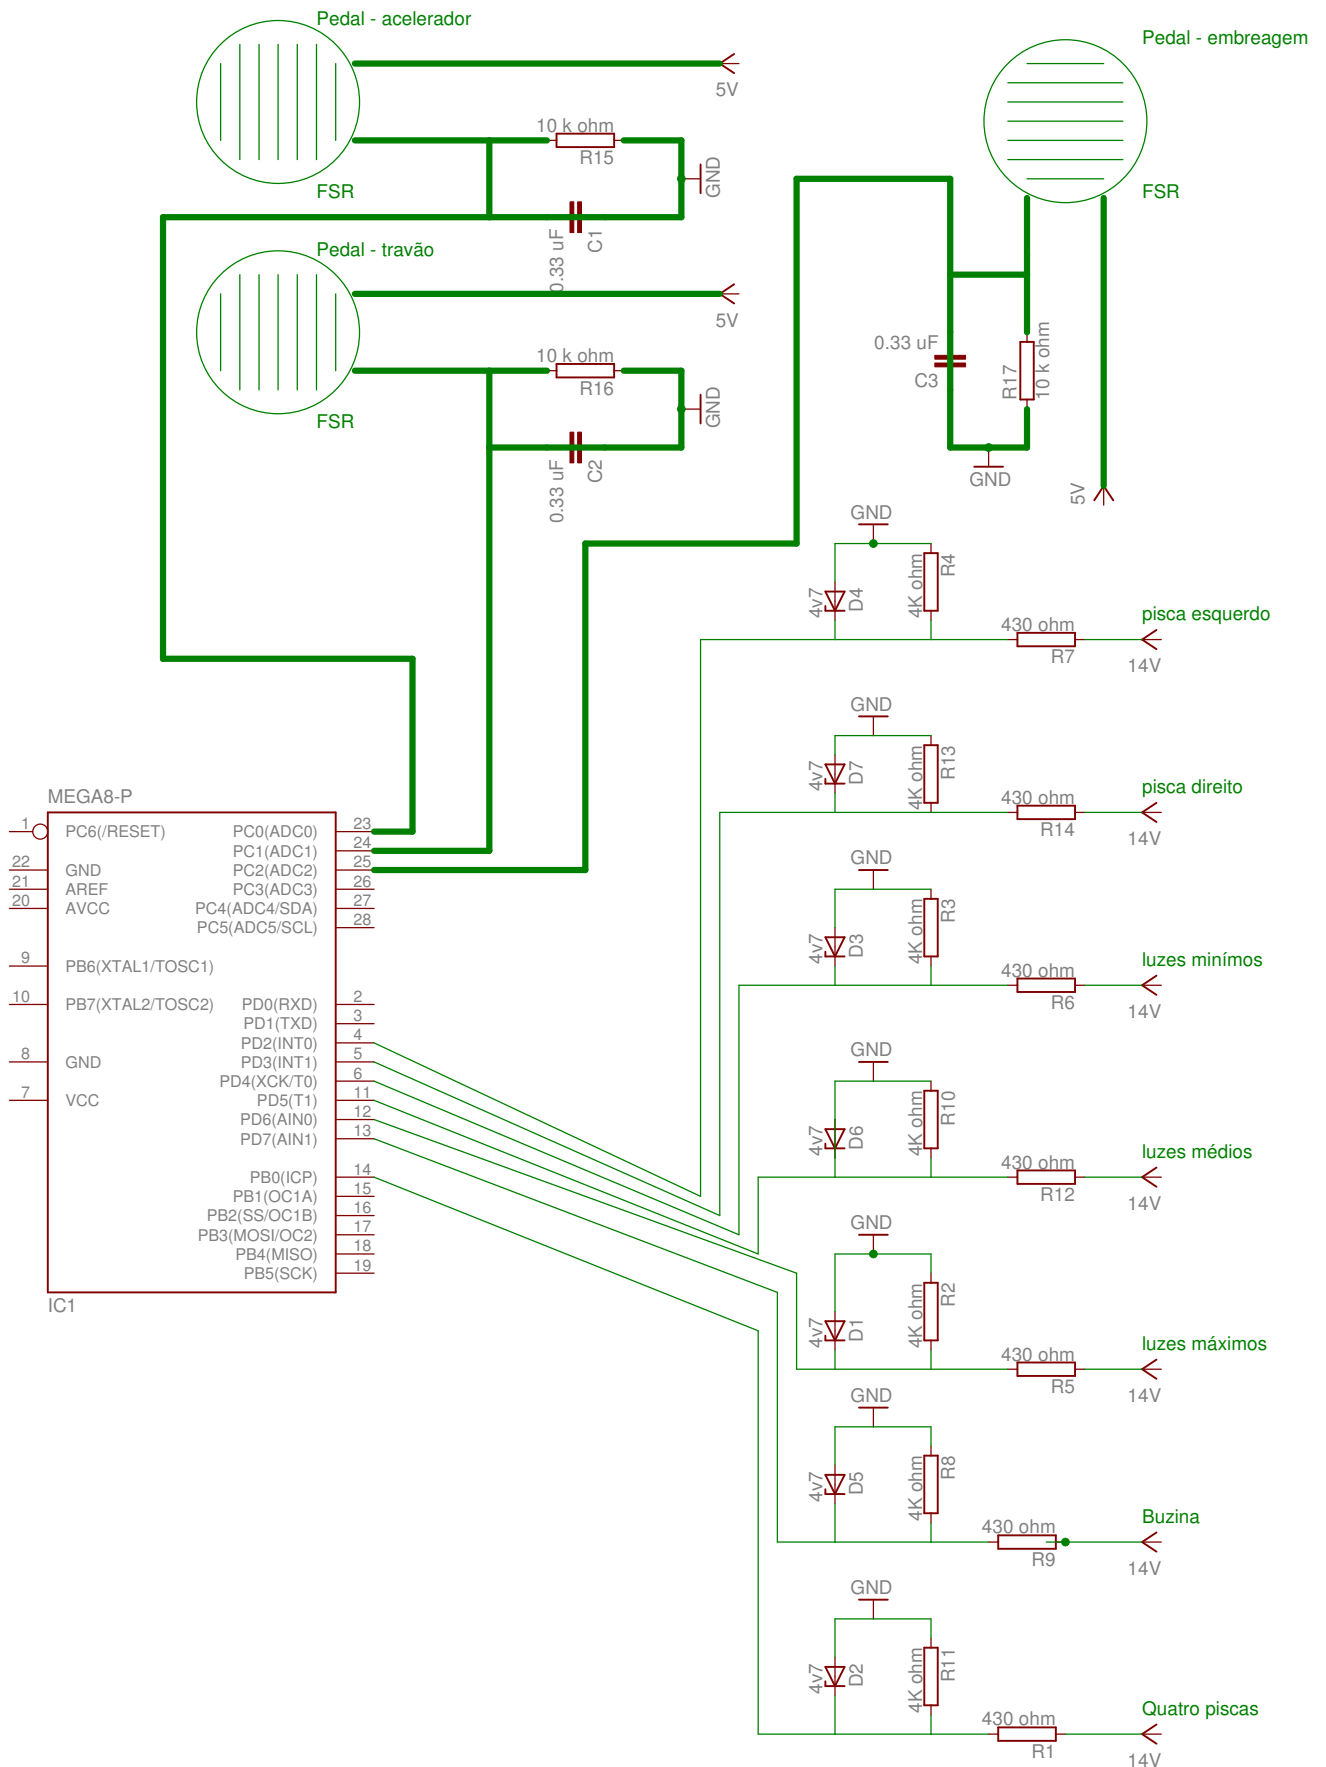 Pedal - acelerador
5V
10 k ohm
R15
GND
FSR
0.33 uF
C1
Pedal - embreagem
FSR
0.33 uF
C3
R17
10 k ohm
GND
5V
Pedal - travão
5V
10 k ohm
R16
GND
FSR
0.33 uF
C2
GND
4v7
D4
4K ohm
R4
430 ohm
R7
pisca esquerdo
14V
GND
4v7
D7
4K ohm
R13
430 ohm
R14
pisca direito
14V
GND
4v7
D3
4K ohm
R3
430 ohm
R6
luzes minímos
14V
GND
4v7
D6
4K ohm
R10
430 ohm
R12
luzes médios
14V
GND
4v7
D1
4K ohm
R2
430 ohm
R5
luzes máximos
14V
GND
4v7
D5
4K ohm
R8
430 ohm
R9
Buzina
14V
GND
4v7
D2
4K ohm
R11
430 ohm
R1
Quatro piscas
14V
MEGA8-P
1 PC6(/RESET) PC0(ADC0) 23
PC1(ADC1) 24
22 GND PC2(ADC2) 25
21 AREF PC3(ADC3) 26
20 AVCC PC4(ADC4/SDA) 27
PC5(ADC5/SCL) 28
9 PB6(XTAL1/TOSC1)
10 PB7(XTAL2/TOSC2) PD0(RXD) 2
PD1(TXD) 3
PD2(INT0) 4
8 GND PD3(INT1) 5
PD4(XCK/T0) 6
7 VCC PD5(T1) 11
PD6(AIN0) 12
PD7(AIN1) 13
PB0(ICP) 14
PB1(OC1A) 15
PB2(SS/OC1B) 16
PB3(MOSI/OC2) 17
PB4(MISO) 18
PB5(SCK) 19
IC1